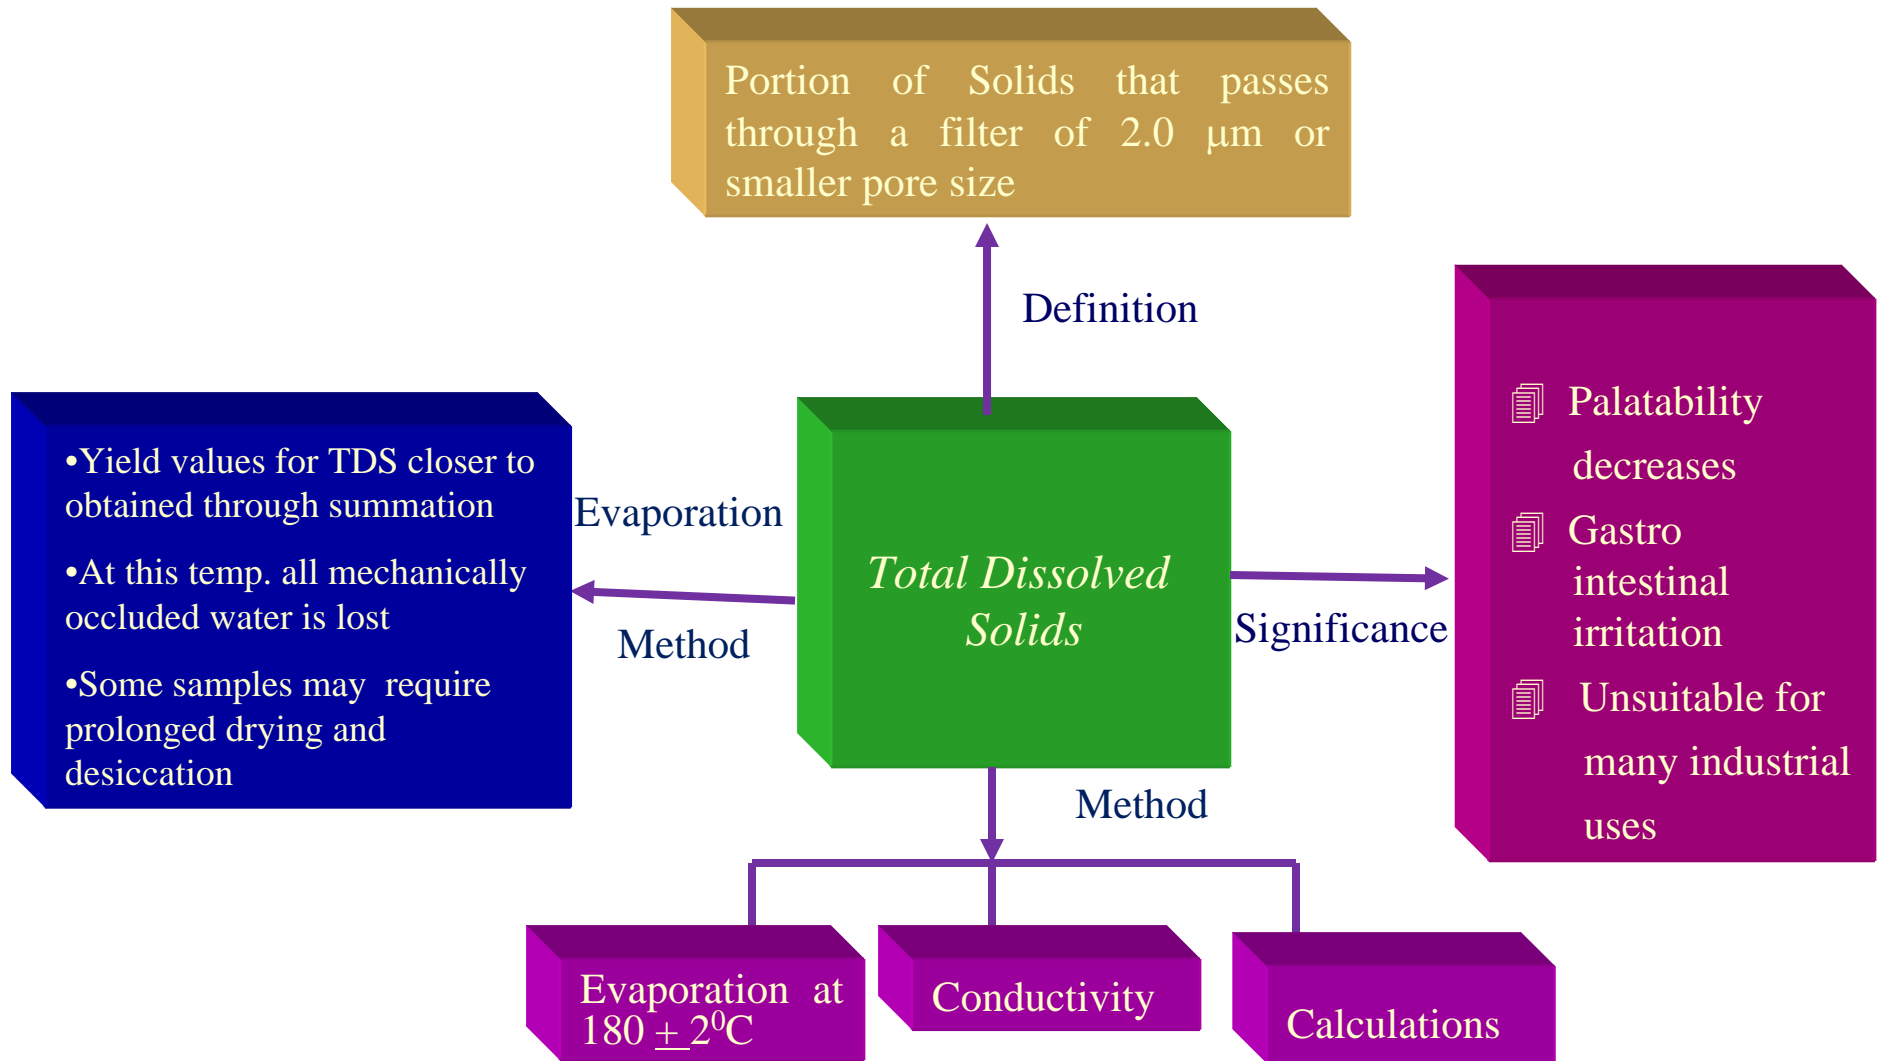 Portion of Solids that passes
through a filter of 2.0 μm or
smaller pore size
Definition
•Yield values for TDS closer to
obtained through summation
•At this temp. all mechanically
occluded water is lost
•Some samples may require
prolonged drying and
desiccation
Evaporation
Method
Total Dissolved
Solids
Significance
Palatability
decreases
Gastro
intestinal
irritation
Unsuitable for
many industrial
uses
Method
Evaporation at
180 + 2⁰C
Conductivity
Calculations